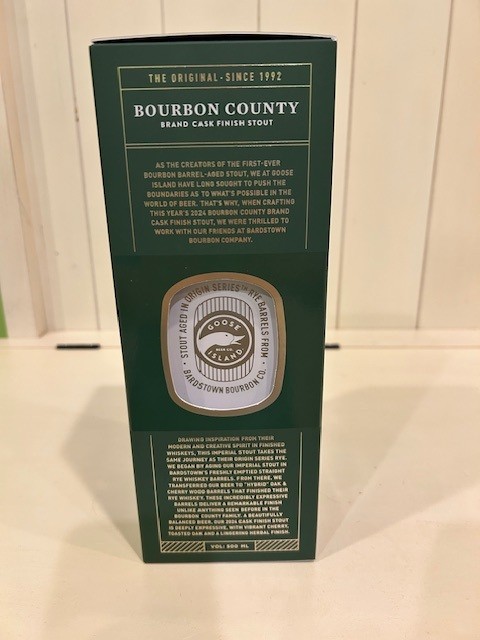 THE ORIGINAL - SINCE 1992
BOURBON COUNTY
BRAND CASK FINISH STOUT
AS THE CREATORS OF THE FIRST-EVER
BOURBON BARREL-AGED STOUT, WE AT GOOSE
ISLAND HAVE LONG SOUGHT TO PUSH THE
BOUNDARIES AS TO WHAT'S POSSIBLE IN THE
WORLD OF BEER. THAT'S WHY, WHEN CRAFTING
THIS YEAR'S 2024 BOURBON COUNTY BRAND
CASK FINISH STOUT, WE WERE THRILLED TO
WORK WITH OUR FRIENDS AT BARDSTOWN
BOURBON COMPANY.
STOUT AGED IN ORIGIN SERIES™ RYE BARRELS FROM
• BARDSTOWN BOURBON CO. •
GOOSE
BEER CO.
ISLAND
DRAWING INSPIRATION FROM THEIR
MODERN AND CREATIVE SPIRIT IN FINISHED
WHISKEYS, THIS IMPERIAL STOUT TAKES THE
SAME JOURNEY AS THEIR ORIGIN SERIES RYE.
WE BEGAN BY AGING OUR IMPERIAL STOUT IN
BARDSTOWN'S FRESHLY EMPTIED STRAIGHT
RYE WHISKEY BARRELS. FROM THERE, WE
TRANSFERRED OUR BEER TO "HYBRID" OAK &
CHERRY WOOD BARRELS THAT FINISHED THEIR
RYE WHISKEY. THESE INCREDIBLY EXPRESSIVE
BARRELS DELIVER A REMARKABLE FINISH
UNLIKE ANYTHING SEEN BEFORE IN THE
BOURBON COUNTY FAMILY. A BEAUTIFULLY
BALANCED BEER, OUR 2024 CASK FINISH STOUT
IS DEEPLY EXPRESSIVE, WITH VIBRANT CHERRY,
TOASTED OAK AND A LINGERING HERBAL FINISH.
VOL: 500 ML